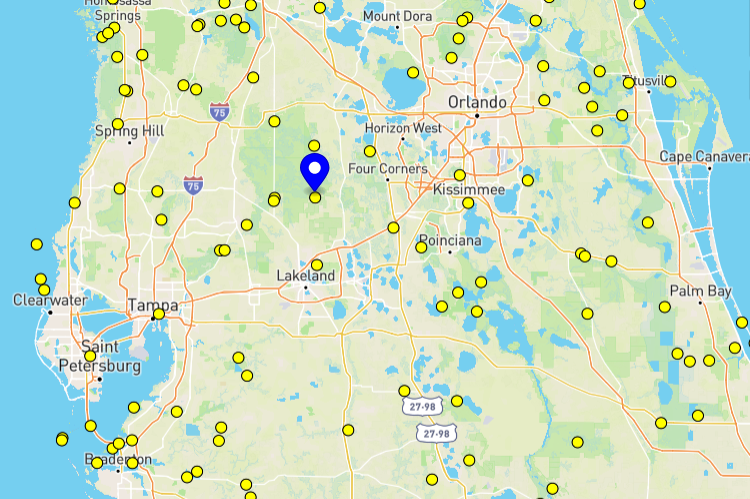 Homosassa
Springs
Mount Dora
Titusville
Orlando
75
Spring Hill
Horizon West
Cape Canavera
Four Corners
75
Kissimmee
Poinciana
Lakeland
Palm Bay
Clearwater
Tampa
Saint
Petersburg
27-98
27-98
Bradenton